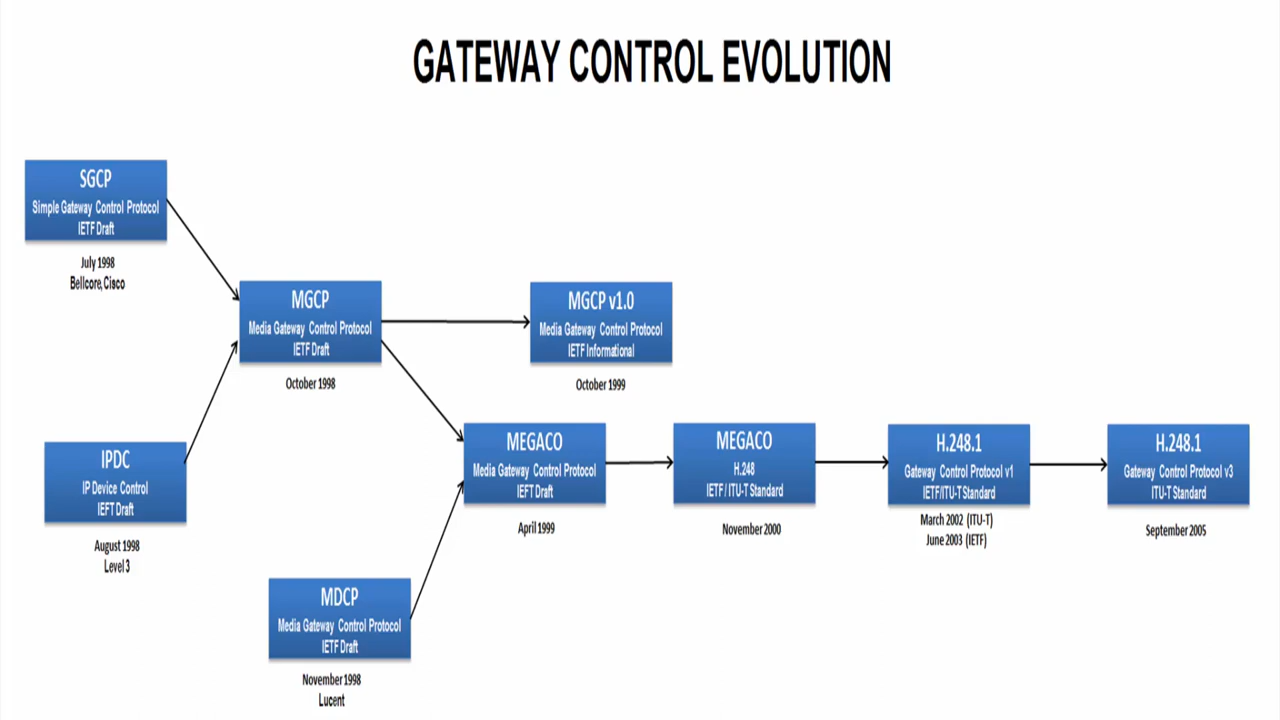 GATEWAY CONTROL EVOLUTION
SGCP
Simple Gateway Control Protocol
IETF Draft
July 1998
Bellcore, Cisco
MGCP
Media Gateway Control Protocol
IETF Draft
October 1998
MGCP v1.0
Media Gateway Control Protocol
IETF Informational
October 1999
IPDC
IP Device Control
IEFT Draft
August 1998
Level 3
MEGACO
Media Gateway Control Protocol
IEFT Draft
April 1999
MEGACO
H.248
IETF / ITU-T Standard
November 2000
H.248.1
Gateway Control Protocol v1
IETF/ITU-T Standard
March 2002 (ITU-T)
June 2003 (IETF)
H.248.1
Gateway Control Protocol v3
ITU-T Standard
September 2005
MDCP
Media Gateway Control Protocol
IETF Draft
November 1998
Lucent